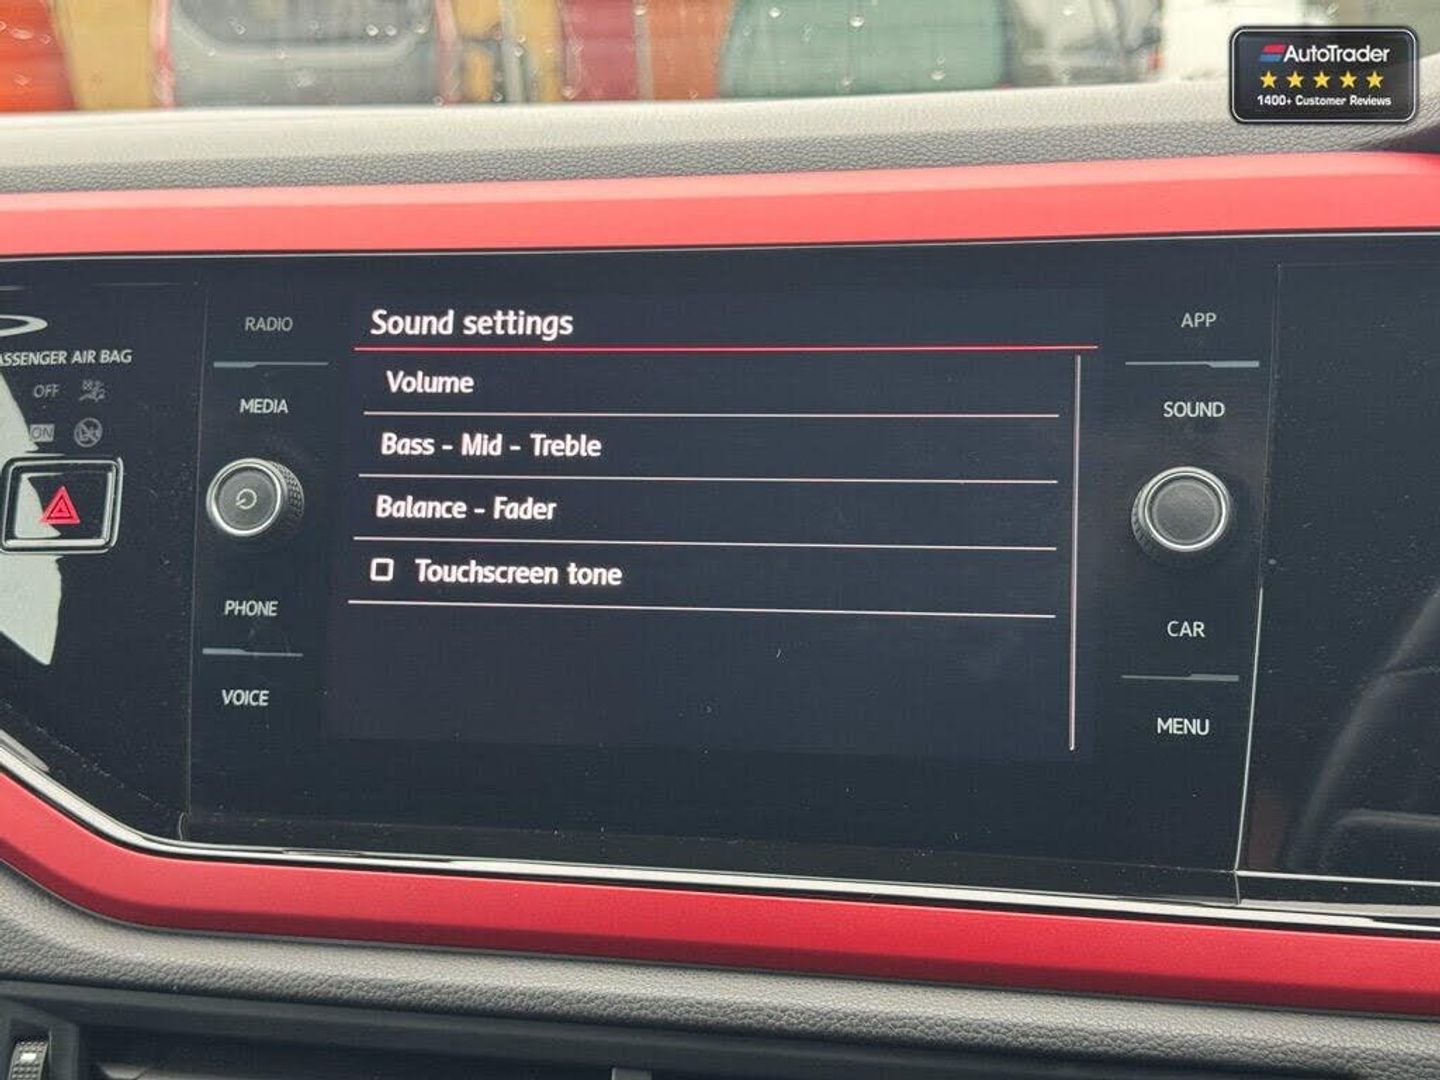 AutoTrader
1400+ Customer Reviews
RADIO
MEDIA
PHONE
VOICE
ASSENGER AIR BAG
OFF
ON
Sound settings
Volume
Bass - Mid - Treble
Balance - Fader
Touchscreen tone
APP
SOUND
CAR
MENU